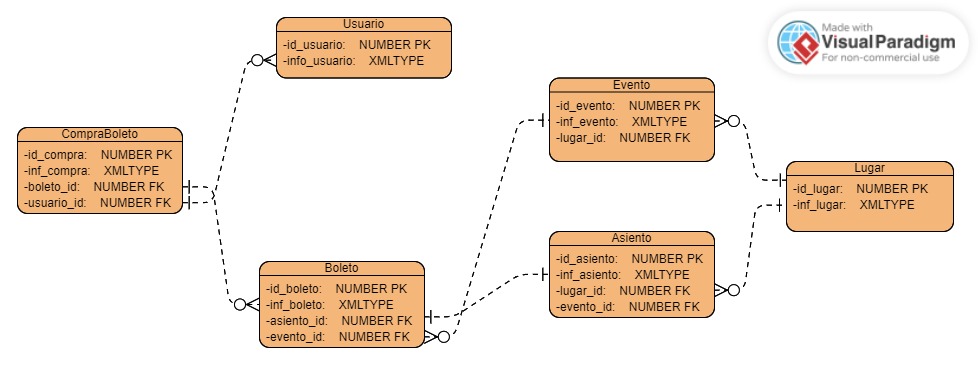 Usuario
-id_usuario: NUMBER PK
-info_usuario: XMLTYPE
Made with
Visual Paradigm
For non-commercial use
Evento
-id_evento: NUMBER PK
-inf_evento: XMLTYPE
-lugar_id: NUMBER FK
CompraBoleto
-id_compra: NUMBER PK
-inf_compra: XMLTYPE
-boleto_id: NUMBER FK
-usuario_id: NUMBER FK
Lugar
-id_lugar: NUMBER PK
-inf_lugar: XMLTYPE
Asiento
-id_asiento: NUMBER PK
-inf_asiento: XMLTYPE
-lugar_id: NUMBER FK
-evento_id: NUMBER FK
Boleto
-id_boleto: NUMBER PK
-inf_boleto: XMLTYPE
-asiento_id: NUMBER FK
-evento_id: NUMBER FK